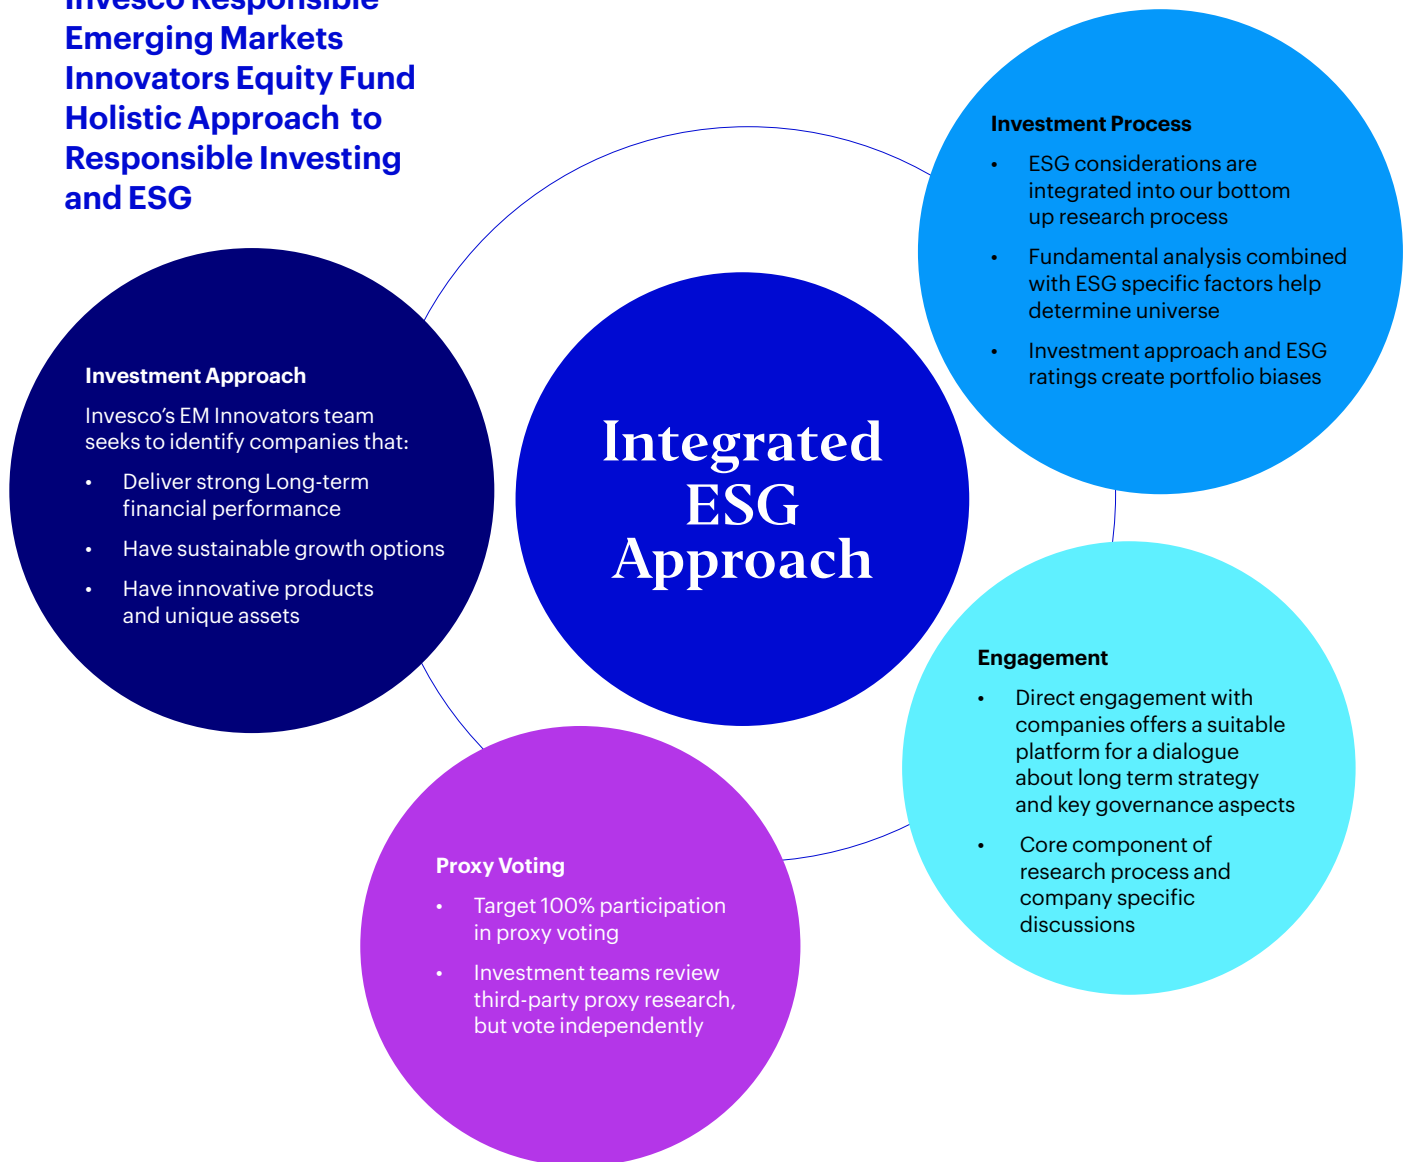 Invesco Responsible
Emerging Markets
Innovators Equity Fund
Holistic Approach to
Responsible Investing
and ESG
Investment Approach
Invesco’s EM Innovators team
seeks to identify companies that:
• Deliver strong Long-term
financial performance
• Have sustainable growth options
• Have innovative products
and unique assets
Integrated
ESG
Approach
Investment Process
• ESG considerations are
integrated into our bottom
up research process
• Fundamental analysis combined
with ESG specific factors help
determine universe
• Investment approach and ESG
ratings create portfolio biases
Engagement
• Direct engagement with
companies offers a suitable
platform for a dialogue
about long term strategy
and key governance aspects
• Core component of
research process and
company specific
discussions
Proxy Voting
• Target 100% participation
in proxy voting
• Investment teams review
third-party proxy research,
but vote independently